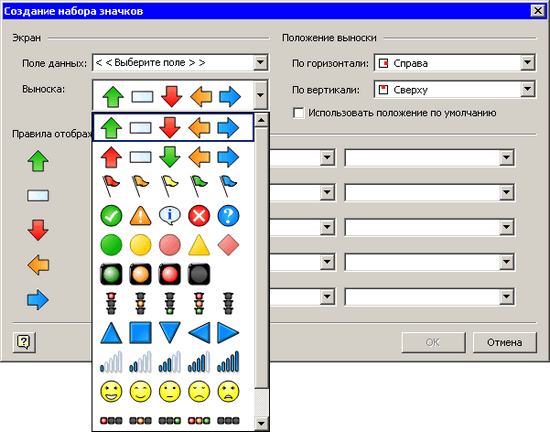 Создание набора значков
Экран
Положение выноски
Поле данных:
< < Выберите поле > >
По горизонтали:
Справа
Выноска:
По вертикали:
Сверху
Использовать положение по умолчанию
Правила отображ
OK
Отмена